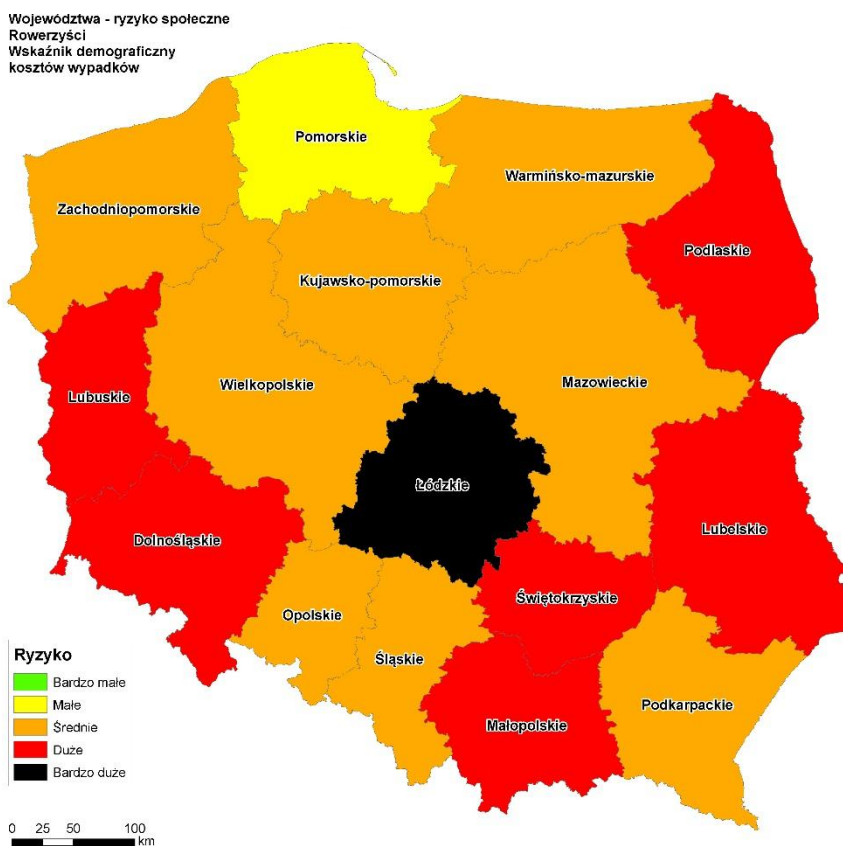 Województwa - ryzyko społeczne
Rowerzyści
Wskaźnik demograficzny
kosztów wypadków
Pomorskie
Warmińsko-mazurskie
Zachodniopomorskie
Podlaskie
Kujawsko-pomorskie
Mazowieckie
Wielkopolskie
Lubuskie
Łódzkie
Lubelskie
Dolnośląskie
Świętokrzyskie
Opolskie
Śląskie
Podkarpackie
Małopolskie
Ryzyko
Bardzo małe
Małe
Średnie
Duże
Bardzo duże
0 25 50 100
km